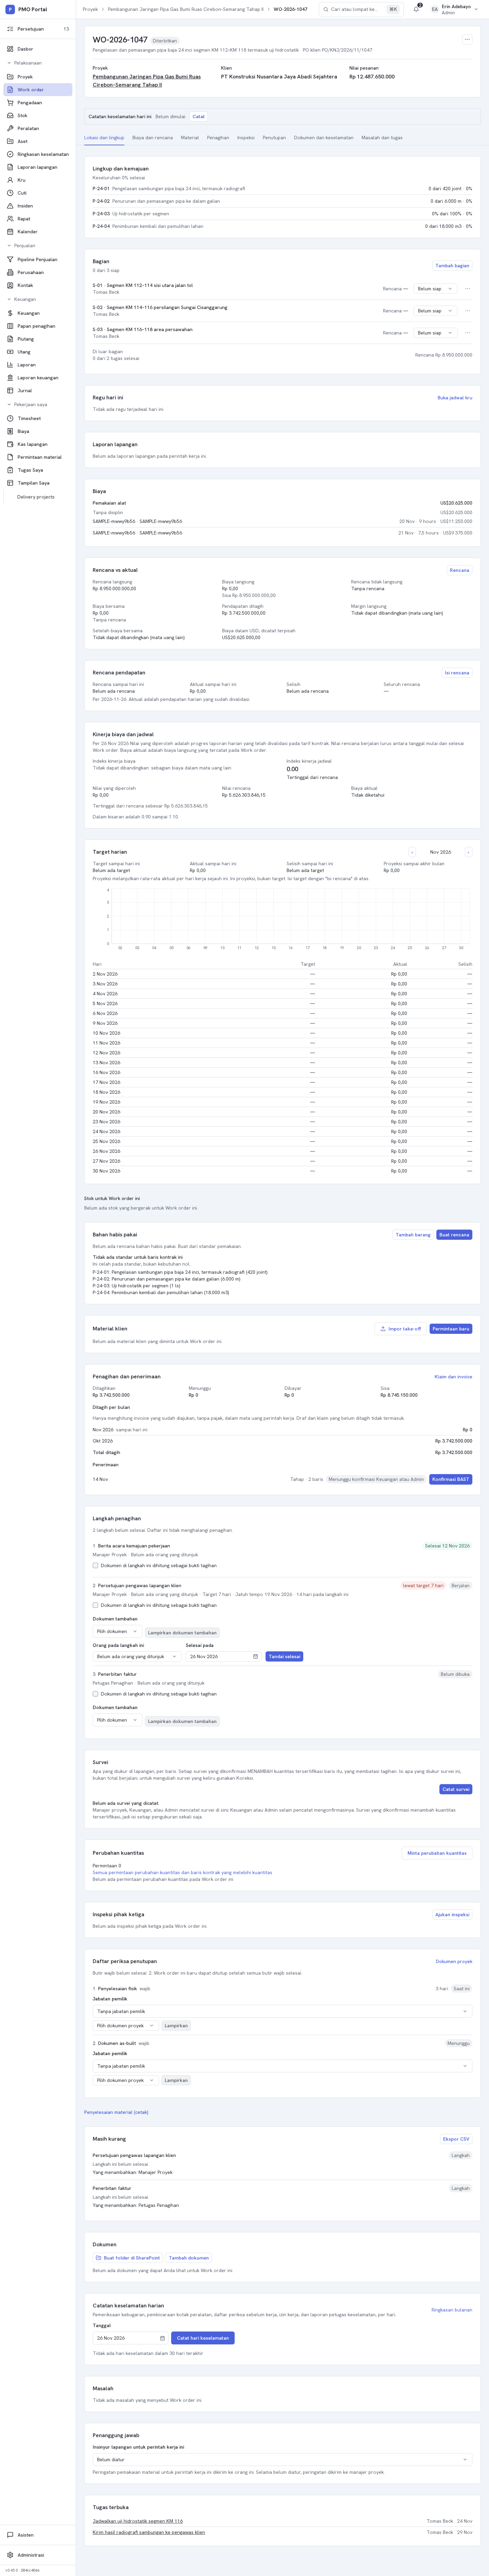 PMO Portal
Persetujuan 13
Dasbor
Pelaksanaan
Proyek
Work order
Pengadaan
Stok
Peralatan
Aset
Ringkasan keselamatan
Laporan lapangan
Kru
Cuti
Insiden
Rapat
Kalender
Penjualan
Pipeline Penjualan
Perusahaan
Kontak
Keuangan
Keuangan
Papan penagihan
Piutang
Utang
Laporan
Laporan keuangan
Jurnal
Pekerjaan saya
Timesheet
Biaya
Kas lapangan
Permintaan material
Tugas Saya
Tampilan Saya
Delivery projects
Asisten
Administrasi
Proyek > Pembangunan Jaringan Pipa Gas Bumi Ruas Cirebon-Semarang Tahap II > WO-2026-1047
Cari atau lompat ke... ⌘K
2
EA Erin Adebayo
Admin
WO-2026-1047 Diterbitkan
Pengelasan dan pemasangan pipa baja 24 inci segmen KM 112-KM 118 termasuk uji hidrostatik · PO klien PO/KNJ/2026/11/1047
Proyek
Pembangunan Jaringan Pipa Gas Bumi Ruas Cirebon-Semarang Tahap II
Klien
PT Konstruksi Nusantara Jaya Abadi Sejahtera
Nilai pesanan
Rp 12.487.650.000
Catatan keselamatan hari ini Belum dimulai Catat
Lokasi dan lingkup Biaya dan rencana Material Penagihan Inspeksi Penutupan Dokumen dan keselamatan Masalah dan tugas
Lingkup dan kemajuan
Keseluruhan 0% selesai
P-24-01 Pengelasan sambungan pipa baja 24 inci, termasuk radiografi 0 dari 420 joint · 0%
P-24-02 Penurunan dan pemasangan pipa ke dalam galian 0 dari 6.000 m · 0%
P-24-03 Uji hidrostatik per segmen 0% dari 100% · 0%
P-24-04 Penimbunan kembali dan pemulihan lahan 0 dari 18.000 m3 · 0%
Bagian
0 dari 3 siap
Tambah bagian
S-01 · Segmen KM 112-114 sisi utara jalan tol
Tomas Beck
Rencana — Belum siap
S-02 · Segmen KM 114-116 persilangan Sungai Cisanggarung
Tomas Beck
Rencana — Belum siap
S-03 · Segmen KM 116-118 area persawahan
Tomas Beck
Rencana — Belum siap
Di luar bagian
0 dari 2 tugas selesai
Rencana Rp 8.950.000.000
Regu hari ini
Buka jadwal kru
Tidak ada regu terjadwal hari ini.
Laporan lapangan
Belum ada laporan lapangan pada perintah kerja ini.
Biaya
Pemakaian alat US$20.625.000
Tanpa disiplin US$20.625.000
SAMPLE-mwwy9b56 · SAMPLE-mwwy9b56 20 Nov · 9 hours · US$11.250.000
SAMPLE-mwwy9b56 · SAMPLE-mwwy9b56 21 Nov · 7,5 hours · US$9.375.000
Rencana vs aktual
Rencana
Rencana langsung
Rp 8.950.000.000,00
Biaya langsung
Rp 0,00
Sisa Rp 8.950.000.000,00
Rencana tidak langsung
Tanpa rencana
Biaya bersama
Rp 0,00
Tanpa rencana
Pendapatan ditagih
Rp 3.742.500.000,00
Margin langsung
Tidak dapat dibandingkan (mata uang lain)
Setelah biaya bersama
Tidak dapat dibandingkan (mata uang lain)
Biaya dalam USD, dicatat terpisah
US$20.625.000,00
Rencana pendapatan
Isi rencana
Rencana sampai hari ini
Belum ada rencana
Aktual sampai hari ini
Rp 0,00
Selisih
Belum ada rencana
Seluruh rencana
—
Per 2026-11-26. Aktual adalah pendapatan harian yang sudah divalidasi.
Kinerja biaya dan jadwal
Per 26 Nov 2026 Nilai yang diperoleh adalah progres laporan harian yang telah divalidasi pada tarif kontrak. Nilai rencana berjalan lurus antara tanggal mulai dan selesai Work order. Biaya aktual adalah biaya langsung yang tercatat pada Work order.
Indeks kinerja biaya
Tidak dapat dibandingkan: sebagian biaya dalam mata uang lain
Indeks kinerja jadwal
0.00
Tertinggal dari rencana
Nilai yang diperoleh
Rp 0,00
Nilai rencana
Rp 5.626.303.846,15
Biaya aktual
Tidak diketahui
Tertinggal dari rencana sebesar Rp 5.626.303.846,15
Dalam kisaran adalah 0.90 sampai 1.10.
Target harian
Nov 2026
Target sampai hari ini
Belum ada target
Aktual sampai hari ini
Rp 0,00
Selisih sampai hari ini
Belum ada target
Proyeksi sampai akhir bulan
Rp 0,00
Proyeksi melanjutkan rata-rata aktual per hari kerja sejauh ini. Ini proyeksi, bukan target. Isi target dengan "Isi rencana" di atas.
4
3
2
1
0
02 03 04 05 06 09 10 11 12 13 16 17 18 19 20 23 24 25 26 27 30
Hari Target Aktual Selisih
2 Nov 2026 — Rp 0,00 —
3 Nov 2026 — Rp 0,00 —
4 Nov 2026 — Rp 0,00 —
5 Nov 2026 — Rp 0,00 —
6 Nov 2026 — Rp 0,00 —
9 Nov 2026 — Rp 0,00 —
10 Nov 2026 — Rp 0,00 —
11 Nov 2026 — Rp 0,00 —
12 Nov 2026 — Rp 0,00 —
13 Nov 2026 — Rp 0,00 —
16 Nov 2026 — Rp 0,00 —
17 Nov 2026 — Rp 0,00 —
18 Nov 2026 — Rp 0,00 —
19 Nov 2026 — Rp 0,00 —
20 Nov 2026 — Rp 0,00 —
23 Nov 2026 — Rp 0,00 —
24 Nov 2026 — Rp 0,00 —
25 Nov 2026 — Rp 0,00 —
26 Nov 2026 — Rp 0,00 —
27 Nov 2026 — Rp 0,00 —
30 Nov 2026 — Rp 0,00 —
Stok untuk Work order ini
Belum ada stok yang bergerak untuk Work order ini.
Bahan habis pakai
Tambah barang Buat rencana
Belum ada rencana bahan habis pakai. Buat dari standar pemakaian.
Tidak ada standar untuk baris kontrak ini
Ini celah pada standar, bukan kebutuhan nol.
P-24-01: Pengelasan sambungan pipa baja 24 inci, termasuk radiografi (420 joint)
P-24-02: Penurunan dan pemasangan pipa ke dalam galian (6.000 m)
P-24-03: Uji hidrostatik per segmen (1 ls)
P-24-04: Penimbunan kembali dan pemulihan lahan (18.000 m3)
Material klien
Impor take-off Permintaan baru
Belum ada material klien yang diminta untuk Work order ini.
Penagihan dan penerimaan
Klaim dan invoice
Ditagihkan
Rp 3.742.500.000
Menunggu
Rp 0
Dibayar
Rp 0
Sisa
Rp 8.745.150.000
Ditagih per bulan
Hanya menghitung invoice yang sudah diajukan, tanpa pajak, dalam mata uang perintah kerja. Draf dan klaim yang belum ditagih tidak termasuk.
Nov 2026 sampai hari ini Rp 0
Okt 2026 Rp 3.742.500.000
Total ditagih Rp 3.742.500.000
Penerimaan
14 Nov Tahap · 2 baris Menunggu konfirmasi Keuangan atau Admin Konfirmasi BAST
Langkah penagihan
2 langkah belum selesai. Daftar ini tidak menghalangi penagihan.
1. Berita acara kemajuan pekerjaan Selesai 12 Nov 2026
Manajer Proyek · Belum ada orang yang ditunjuk
Dokumen di langkah ini dihitung sebagai bukti tagihan
2. Persetujuan pengawas lapangan klien lewat target 7 hari Berjalan
Manajer Proyek · Belum ada orang yang ditunjuk · Target 7 hari · Jatuh tempo 19 Nov 2026 · 14 hari pada langkah ini
Dokumen di langkah ini dihitung sebagai bukti tagihan
Dokumen tambahan
Pilih dokumen Lampirkan dokumen tambahan
Orang pada langkah ini Selesai pada
Belum ada orang yang ditunjuk 26 Nov 2026 Tandai selesai
3. Penerbitan faktur Belum dibuka
Petugas Penagihan · Belum ada orang yang ditunjuk
Dokumen di langkah ini dihitung sebagai bukti tagihan
Dokumen tambahan
Pilih dokumen Lampirkan dokumen tambahan
Survei
Apa yang diukur di lapangan, per baris. Setiap survei yang dikonfirmasi MENAMBAH kuantitas tersertifikasi baris itu, yang membatasi tagihan. Isi apa yang diukur survei ini, bukan total berjalan; untuk mengubah survei yang keliru, gunakan Koreksi.
Catat survei
Belum ada survei yang dicatat.
Manajer proyek, Keuangan, atau Admin mencatat survei di sini. Keuangan atau Admin selain pencatat mengonfirmasinya. Survei yang dikonfirmasi menambah kuantitas tersertifikasi, jadi isi setiap pengukuran sekali saja.
Perubahan kuantitas
Minta perubahan kuantitas
Permintaan 0
Semua permintaan perubahan kuantitas dan baris kontrak yang melebihi kuantitas
Belum ada permintaan perubahan kuantitas pada Work order ini
Inspeksi pihak ketiga
Ajukan inspeksi
Belum ada inspeksi pihak ketiga pada Work order ini.
Daftar periksa penutupan
Dokumen proyek
Butir wajib belum selesai: 2. Work order ini baru dapat ditutup setelah semua butir wajib selesai.
1. Penyelesaian fisik wajib 3 hari Saat ini
Jabatan pemilik
Tanpa jabatan pemilik
Pilih dokumen proyek Lampirkan
2. Dokumen as-built wajib Menunggu
Jabatan pemilik
Tanpa jabatan pemilik
Pilih dokumen proyek Lampirkan
Penyelesaian material (cetak)
Masih kurang
Ekspor CSV
Persetujuan pengawas lapangan klien Langkah
Langkah ini belum selesai
Yang menambahkan: Manajer Proyek
Penerbitan faktur Langkah
Langkah ini belum selesai
Yang menambahkan: Petugas Penagihan
Dokumen
Buat folder di SharePoint Tambah dokumen
Belum ada dokumen yang dapat Anda lihat untuk Work order ini.
Catatan keselamatan harian
Pemeriksaan kebugaran, pembicaraan kotak peralatan, daftar periksa sebelum kerja, izin kerja, dan laporan petugas keselamatan, per hari.
Ringkasan bulanan
Tanggal
26 Nov 2026 Catat hari keselamatan
Tidak ada hari keselamatan dalam 30 hari terakhir
Masalah
Tidak ada masalah yang menyebut Work order ini.
Penanggung jawab
Insinyur lapangan untuk perintah kerja ini
Belum diatur
Peringatan pemakaian material untuk perintah kerja ini dikirim ke orang ini. Selama belum diatur, peringatan dikirim ke manajer proyek.
Tugas terbuka
Jadwalkan uji hidrostatik segmen KM 116 Tomas Beck · 24 Nov
Kirim hasil radiografi sambungan ke pengawas klien Tomas Beck · 29 Nov